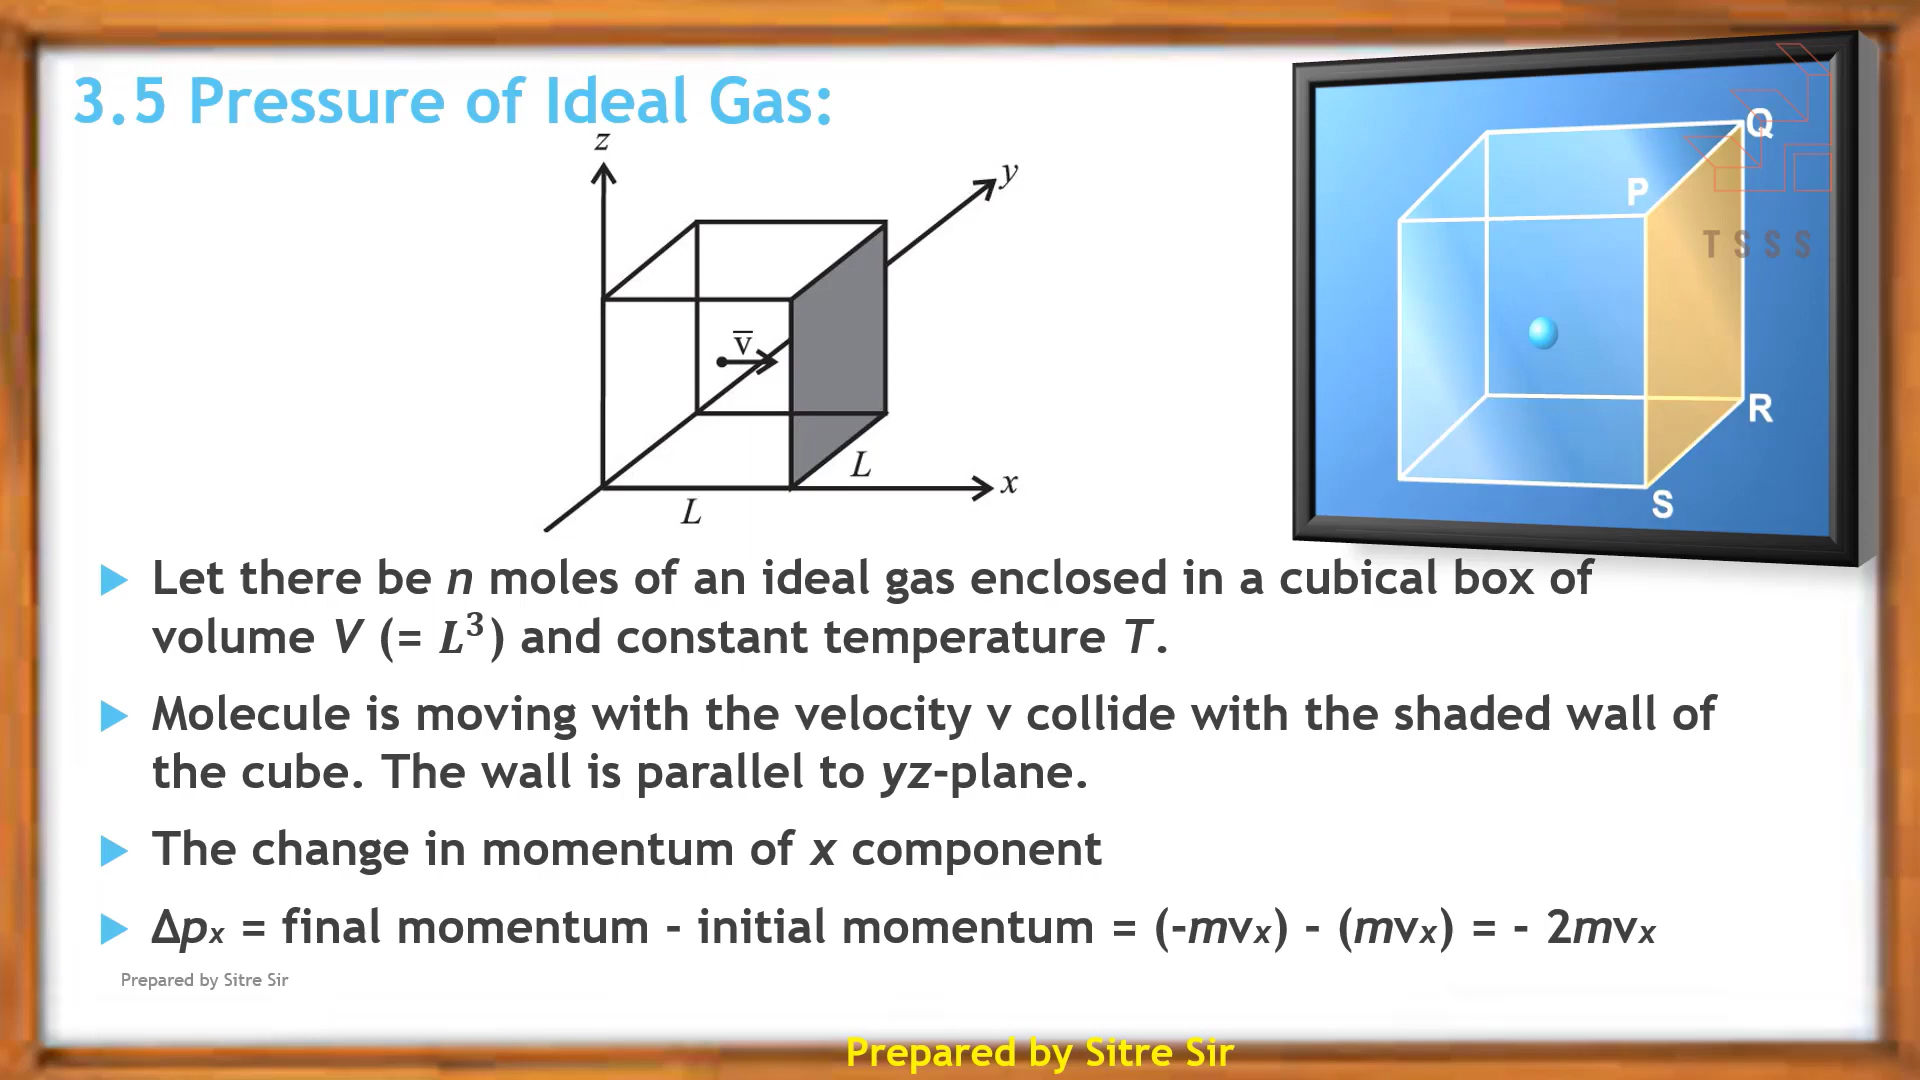 3.5 Pressure of Ideal Gas:
z
y
v̅
L
x
L
Q
P
TSSS
R
S
Let there be n moles of an ideal gas enclosed in a cubical box of
volume V (= L³) and constant temperature T.
Molecule is moving with the velocity v collide with the shaded wall of
the cube. The wall is parallel to yz-plane.
The change in momentum of x component
Δpₓ = final momentum - initial momentum = (-mvₓ) - (mvₓ) = - 2mvₓ
Prepared by Sitre Sir
Prepared by Sitre Sir